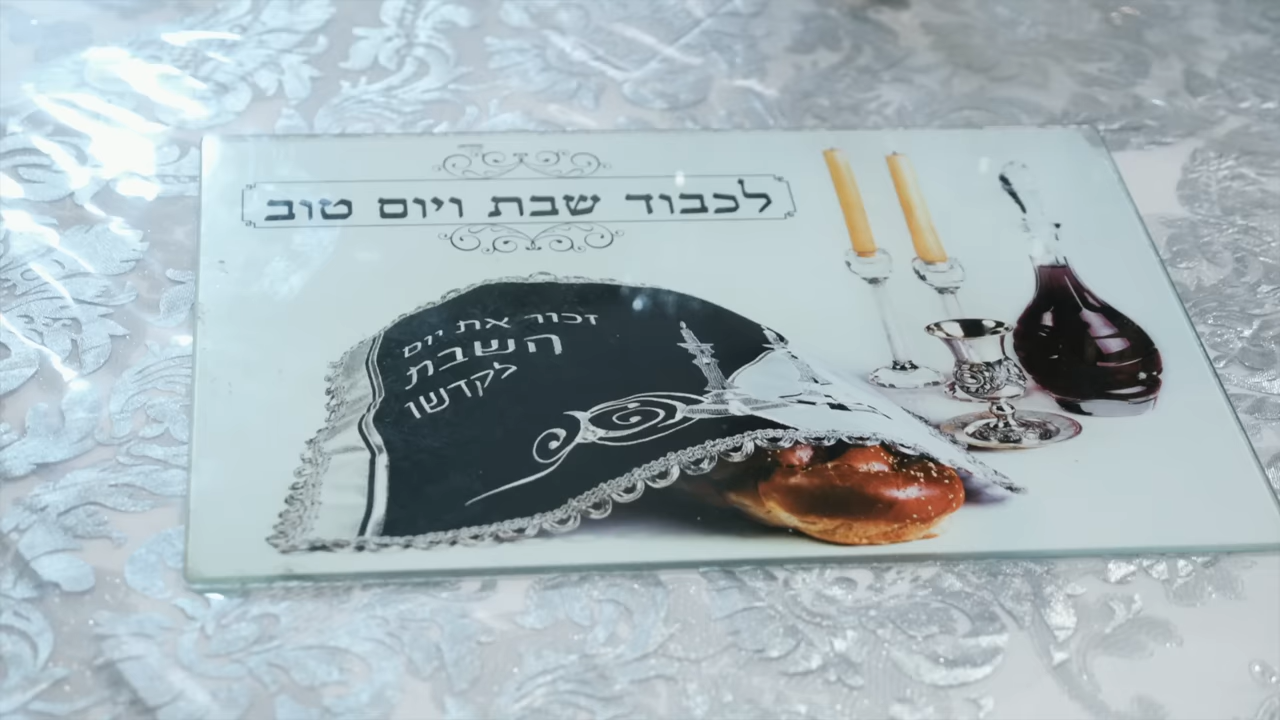 לכבוד שבת ויום טוב
זכור את יום
השבת
לקדשו